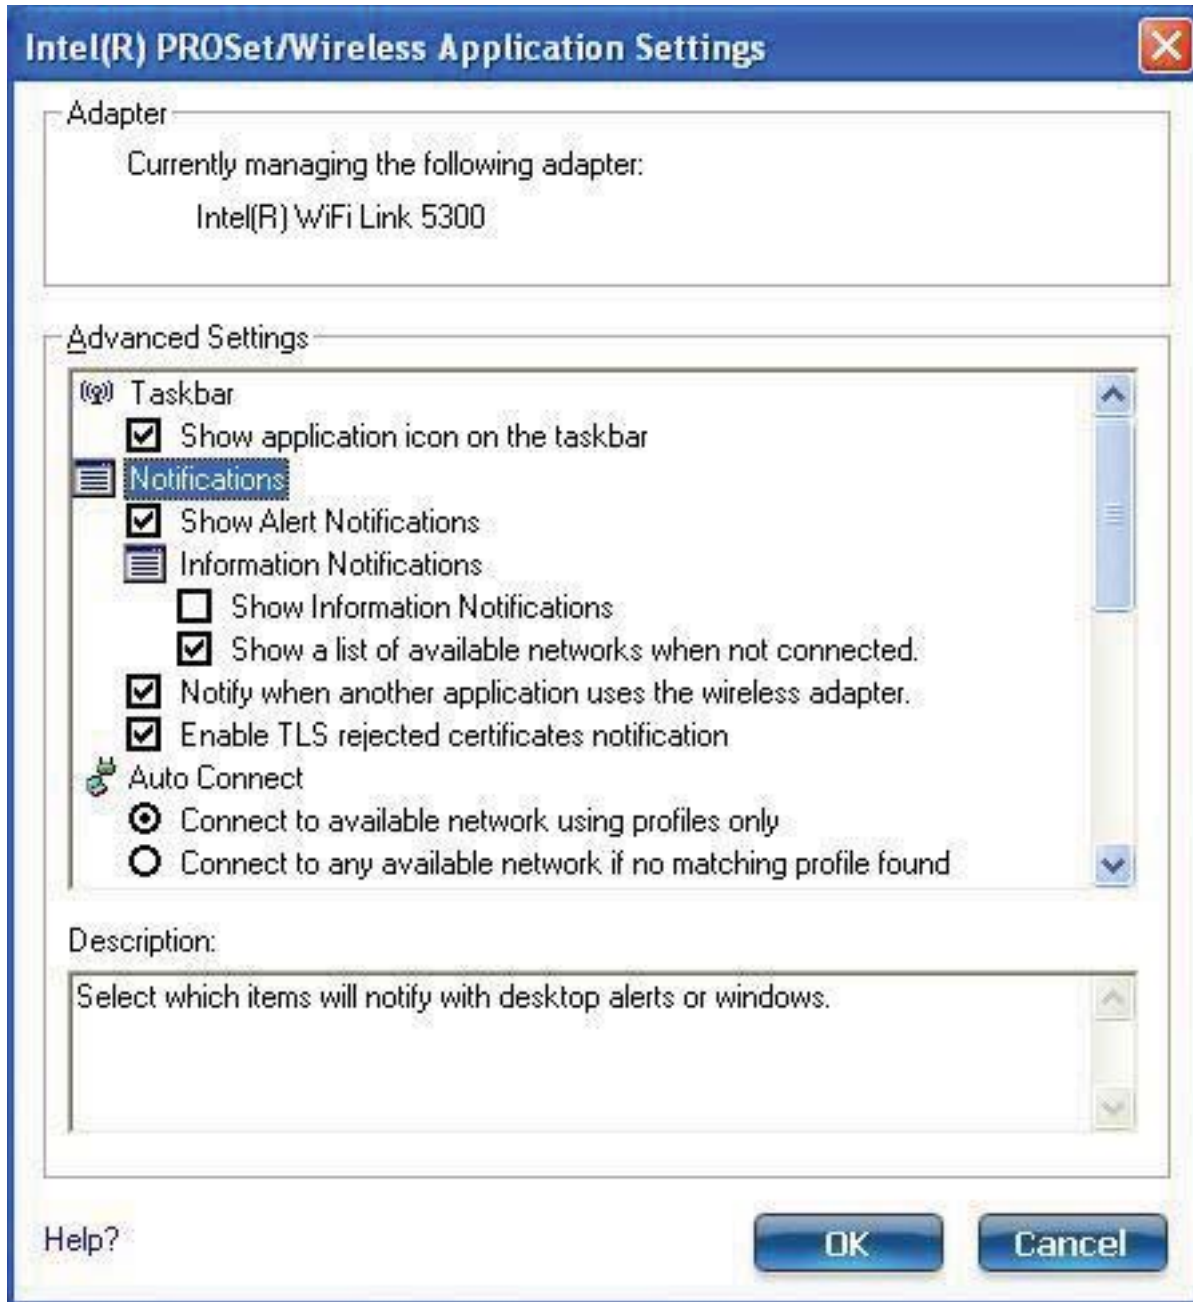 Intel(R) PROSet/Wireless Application Settings
Adapter
Currently managing the following adapter:
Intel(R) WiFi Link 5300
Advanced Settings
Taskbar
Show application icon on the taskbar
Notifications
Show Alert Notifications
Information Notifications
Show Information Notifications
Show a list of available networks when not connected.
Notify when another application uses the wireless adapter.
Enable TLS rejected certificates notification
Auto Connect
Connect to available network using profiles only
Connect to any available network if no matching profile found
Description:
Select which items will notify with desktop alerts or windows.
Help?
OK
Cancel